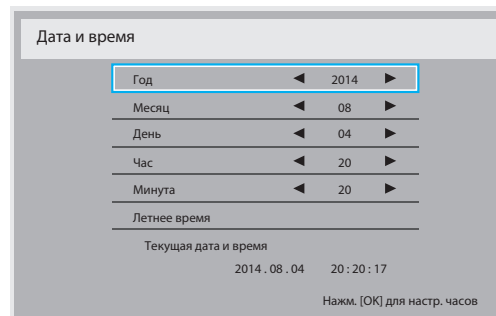 Дата и время
Год ◀ 2014 ▶
Месяц ◀ 08 ▶
День ◀ 04 ▶
Час ◀ 20 ▶
Минута ◀ 20 ▶
Летнее время
Текущая дата и время
2014 . 08 . 04 20 : 20 : 17
Нажм. [OK] для настр. часов